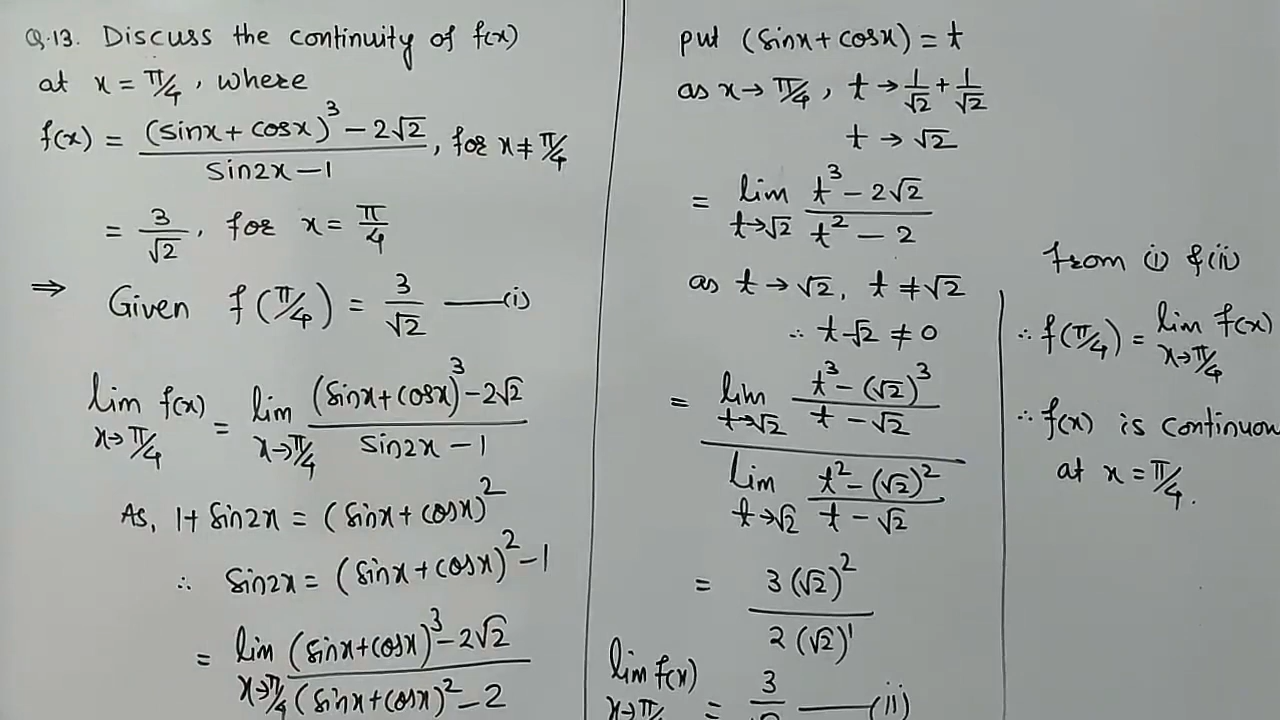 Q.13. Discuss the continuity of f(x)
at x = π/4, where
f(x) = ((sinx + cosx)^3 - 2√2)/(sin2x - 1), for x ≠ π/4
= 3/√2, for x = π/4
⇒ Given f(π/4) = 3/√2 ——(i)
lim x→π/4 f(x) = lim x→π/4 ((sinx + cosx)^3 - 2√2)/(sin2x - 1)
As, 1 + sin2x = (sinx + cosx)^2
∴ sin2x = (sinx + cosx)^2 - 1
= lim x→π/4 ((sinx + cosx)^3 - 2√2)/((sinx + cosx)^2 - 2)
put (sinx + cosx) = t
as x → π/4, t → 1/√2 + 1/√2
t → √2
= lim t→√2 (t^3 - 2√2)/(t^2 - 2)
as t → √2, t ≠ √2
∴ t-√2 ≠ 0
= (lim t→√2 (t^3 - (√2)^3)/(t - √2))/(lim t→√2 (t^2 - (√2)^2)/(t - √2))
= (3(√2)^2)/(2(√2)^1)
lim x→π/ f(x) = 3/ ——(ii)
from (i) & (ii)
∴ f(π/4) = lim x→π/4 f(x)
∴ f(x) is continuou
at x = π/4.